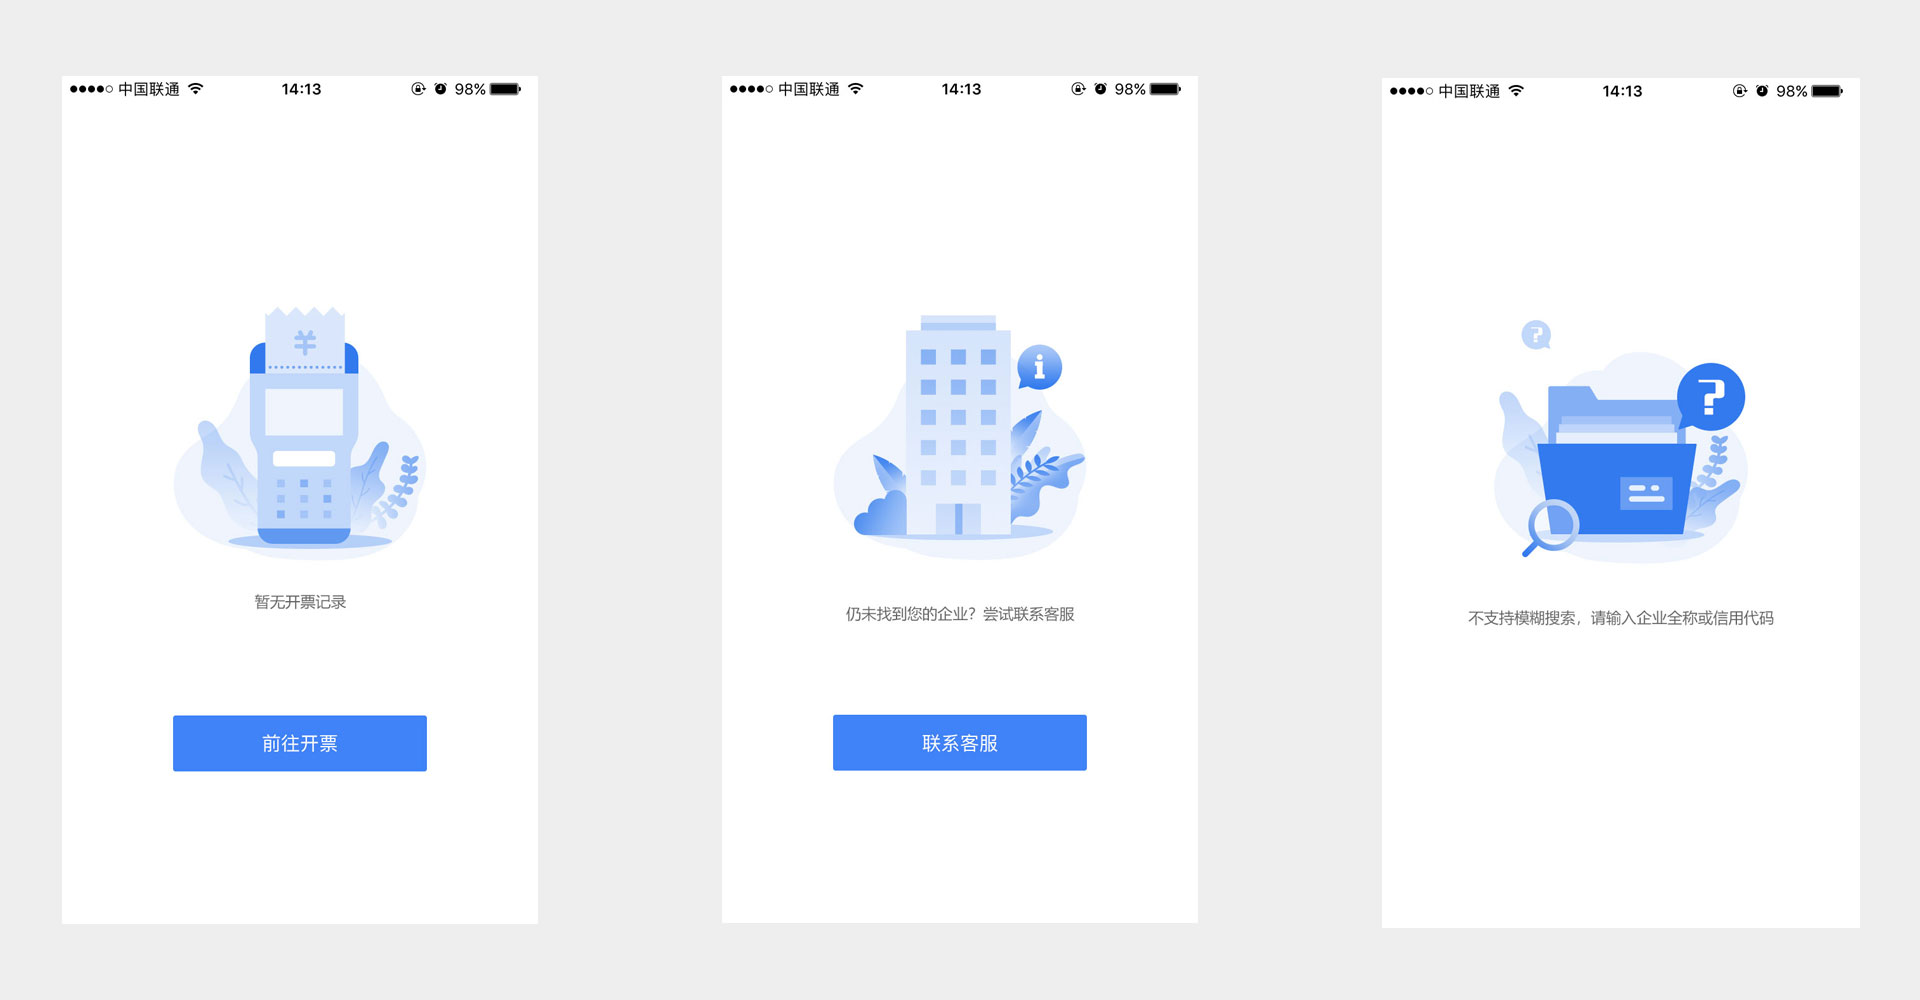 中国联通 14:13 98%
¥
暂无开票记录
前往开票
中国联通 14:13 98%
i
仍未找到您的企业？尝试联系客服
联系客服
中国联通 14:13 98%
?
?
不支持模糊搜索，请输入企业全称或信用代码